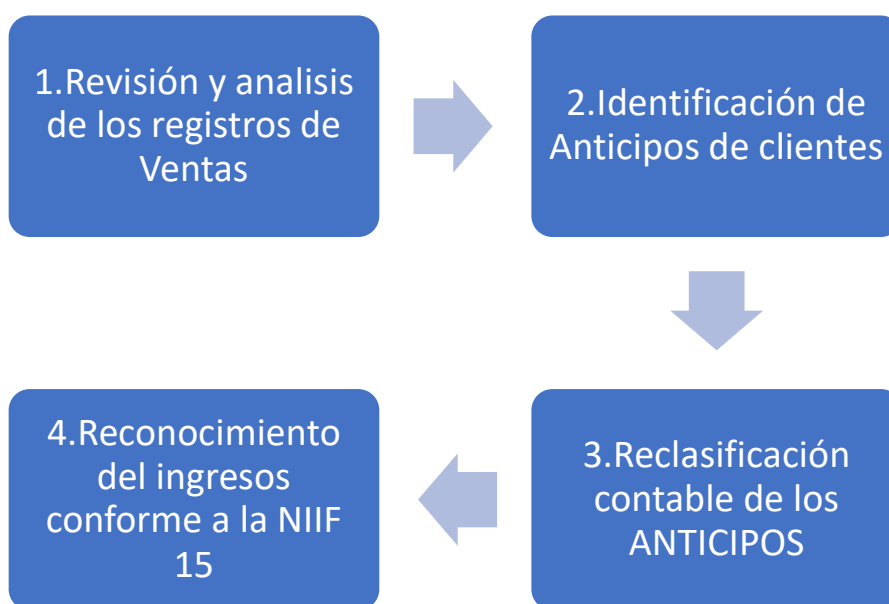 1.Revisión y analisis
de los registros de
Ventas
2.Identificación de
Anticipos de clientes
3.Reclasificación
contable de los
ANTICIPOS
4.Reconocimiento
del ingresos
conforme a la NIIF
15